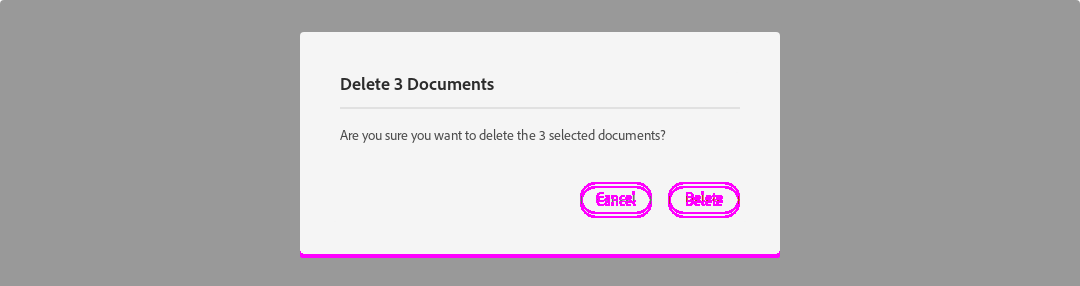 Delete 3 Documents
Are you sure you want to delete the 3 selected documents?
Cancel Delete